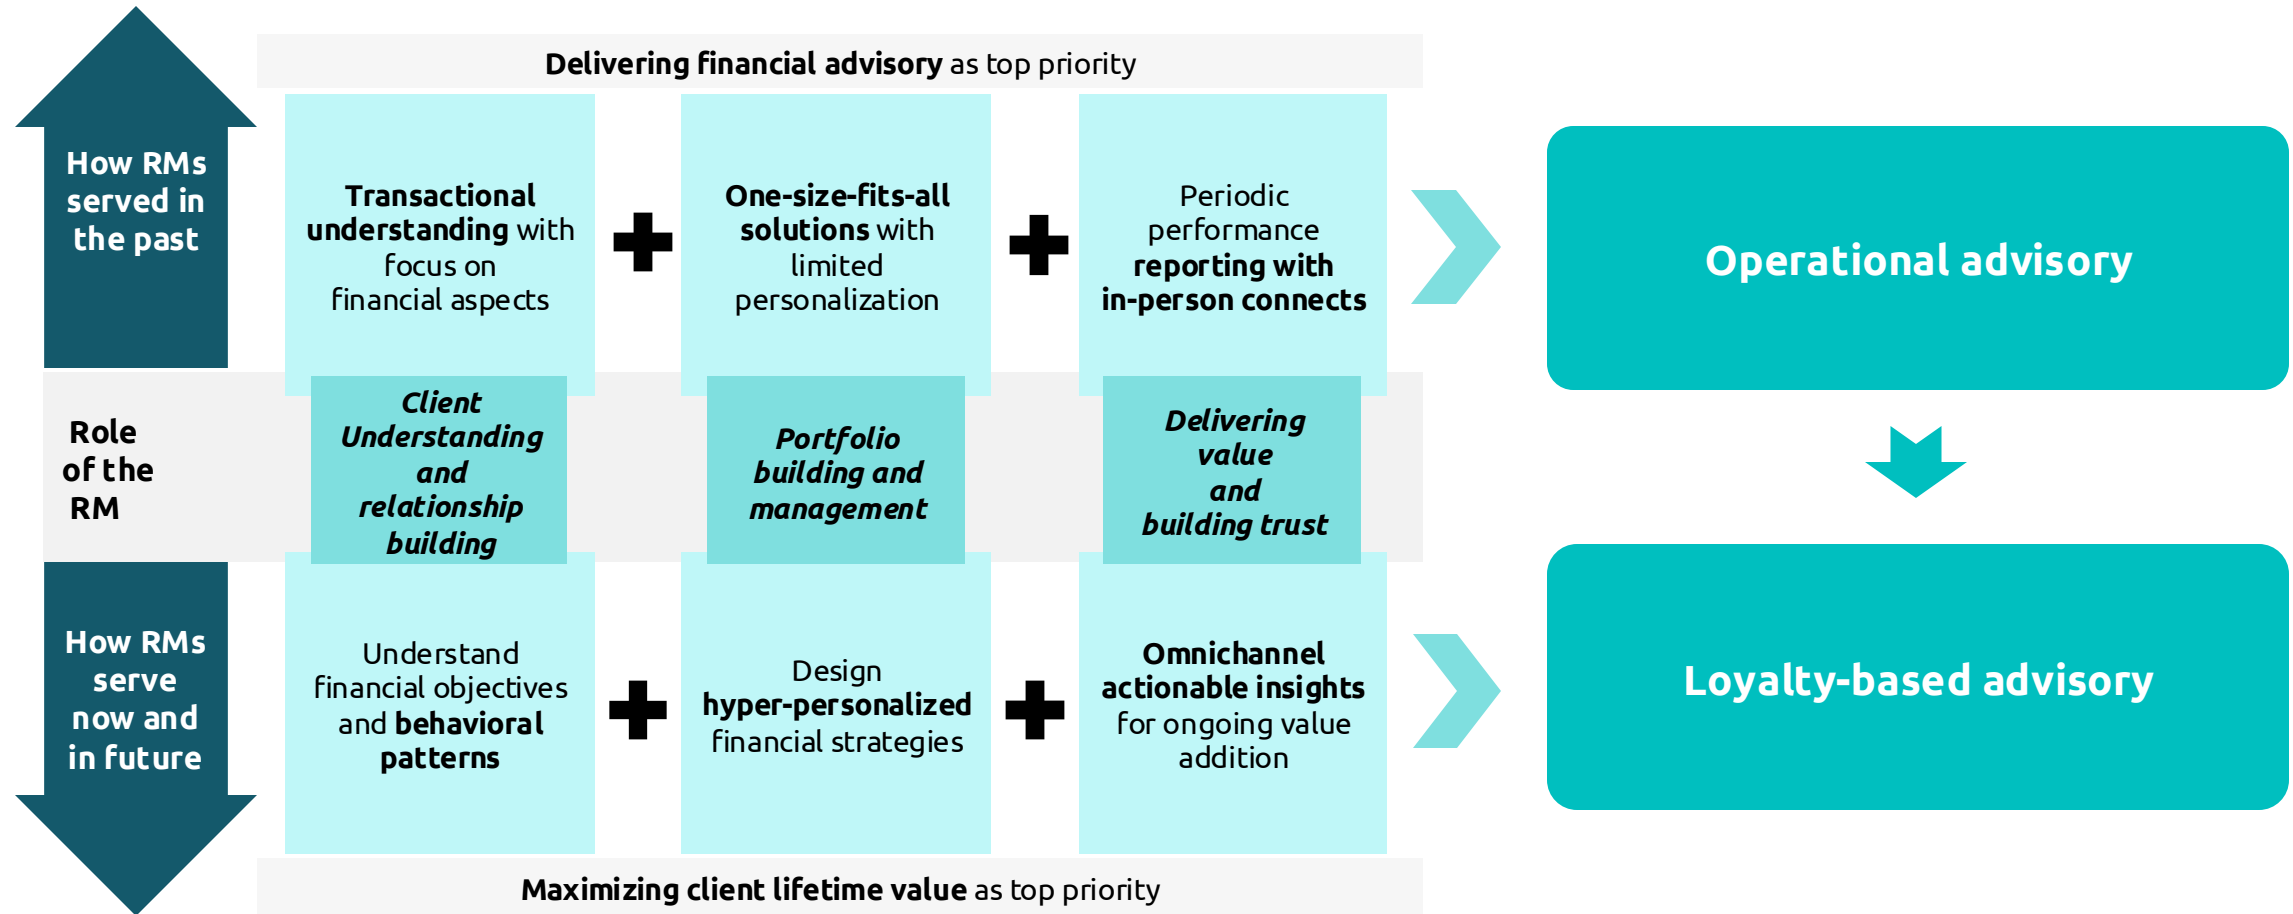 Delivering financial advisory as top priority
How RMs
served in
the past
Transactional
understanding with
focus on
financial aspects
One-size-fits-all
solutions with
limited
personalization
Periodic
performance
reporting with
in-person connects
Operational advisory
Role
of the
RM
Client
Understanding
and
relationship
building
Portfolio
building and
management
Delivering
value
and
building trust
How RMs
serve
now and
in future
Understand
financial objectives
and behavioral
patterns
Design
hyper-personalized
financial strategies
Omnichannel
actionable insights
for ongoing value
addition
Loyalty-based advisory
Maximizing client lifetime value as top priority